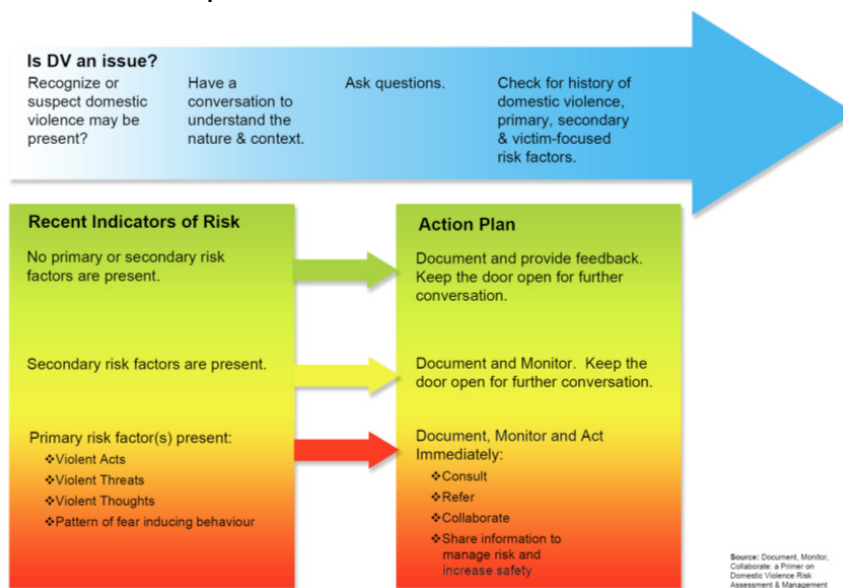 Is DV an issue?
Recognize or
suspect domestic
violence may be
present?
Have a
conversation to
understand the
nature & context.
Ask questions.
Check for history of
domestic violence,
primary, secondary
& victim-focused
risk factors.
Recent Indicators of Risk
No primary or secondary risk
factors are present.
Secondary risk factors are present.
Primary risk factor(s) present:
❖Violent Acts
❖Violent Threats
❖Violent Thoughts
❖Pattern of fear inducing behaviour
Action Plan
Document and provide feedback.
Keep the door open for further
conversation.
Document and Monitor. Keep the
door open for further conversation.
Document, Monitor and Act
Immediately:
❖Consult
❖Refer
❖Collaborate
❖Share information to
manage risk and
increase safety
Source: Document, Monitor,
Collaborate: a Primer on
Domestic Violence Risk
Assessment & Management